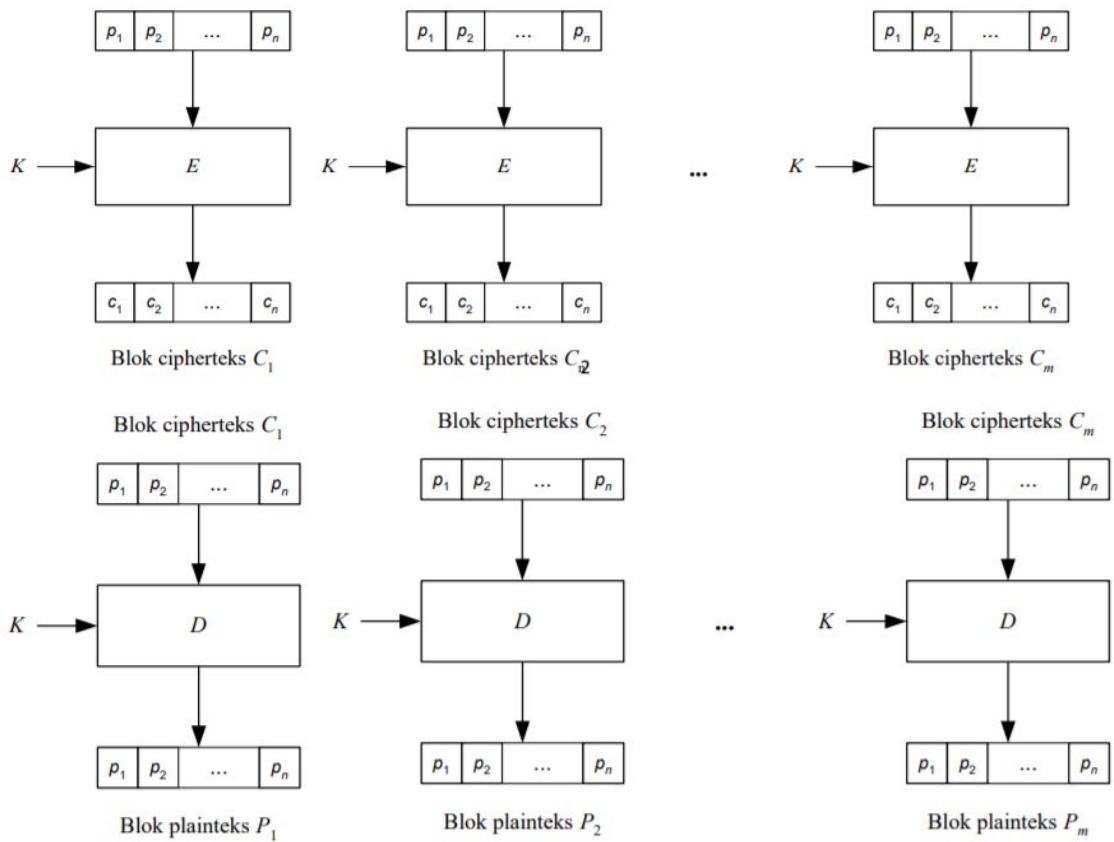 p1 p2 ... pn p1 p2 ... pn p1 p2 ... pn
K E K E ... K E
c1 c2 ... cn c1 c2 ... cn c1 c2 ... cn
Blok cipherteks C1 Blok cipherteks C2 Blok cipherteks Cm
Blok cipherteks C1 Blok cipherteks C2 Blok cipherteks Cm
p1 p2 ... pn p1 p2 ... pn p1 p2 ... pn
K D K D ... K D
p1 p2 ... pn p1 p2 ... pn p1 p2 ... pn
Blok plainteks P1 Blok plainteks P2 Blok plainteks Pm